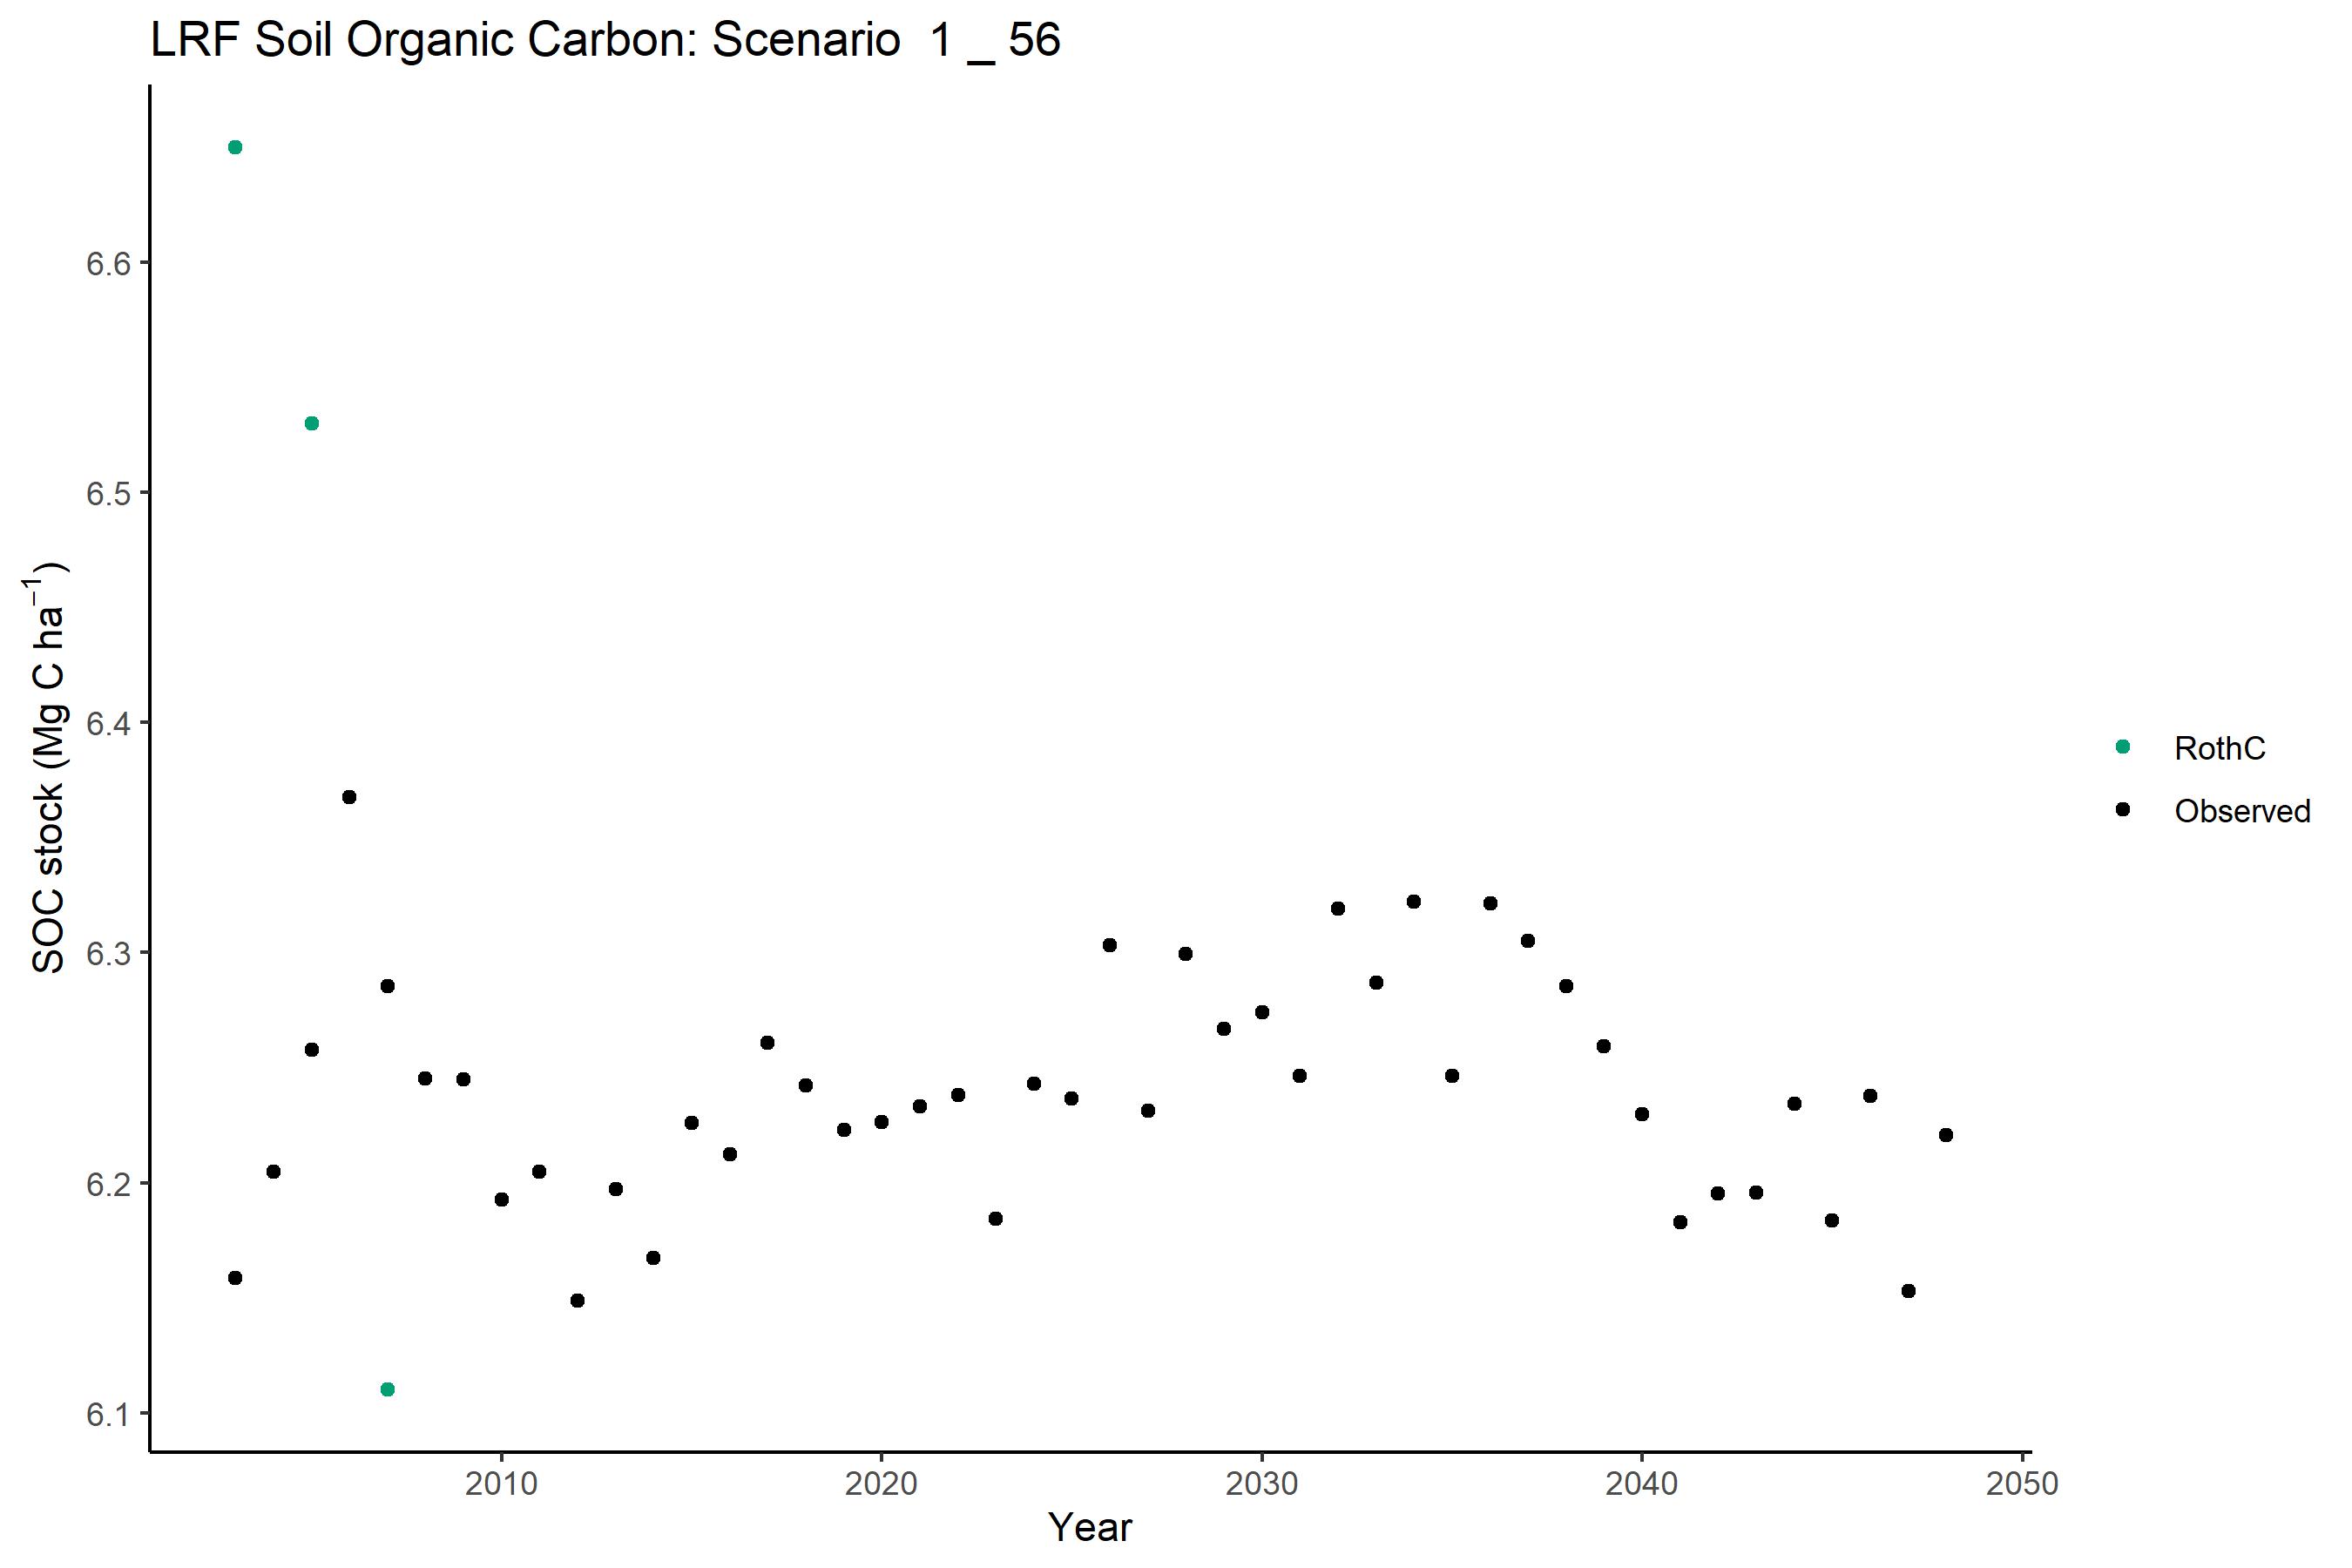 LRF Soil Organic Carbon: Scenario  1 _ 56
SOC stock (Mg C ha⁻¹)
6.6
6.5
6.4
6.3
6.2
6.1
2010 2020 2030 2040 2050
Year
RothC
Observed